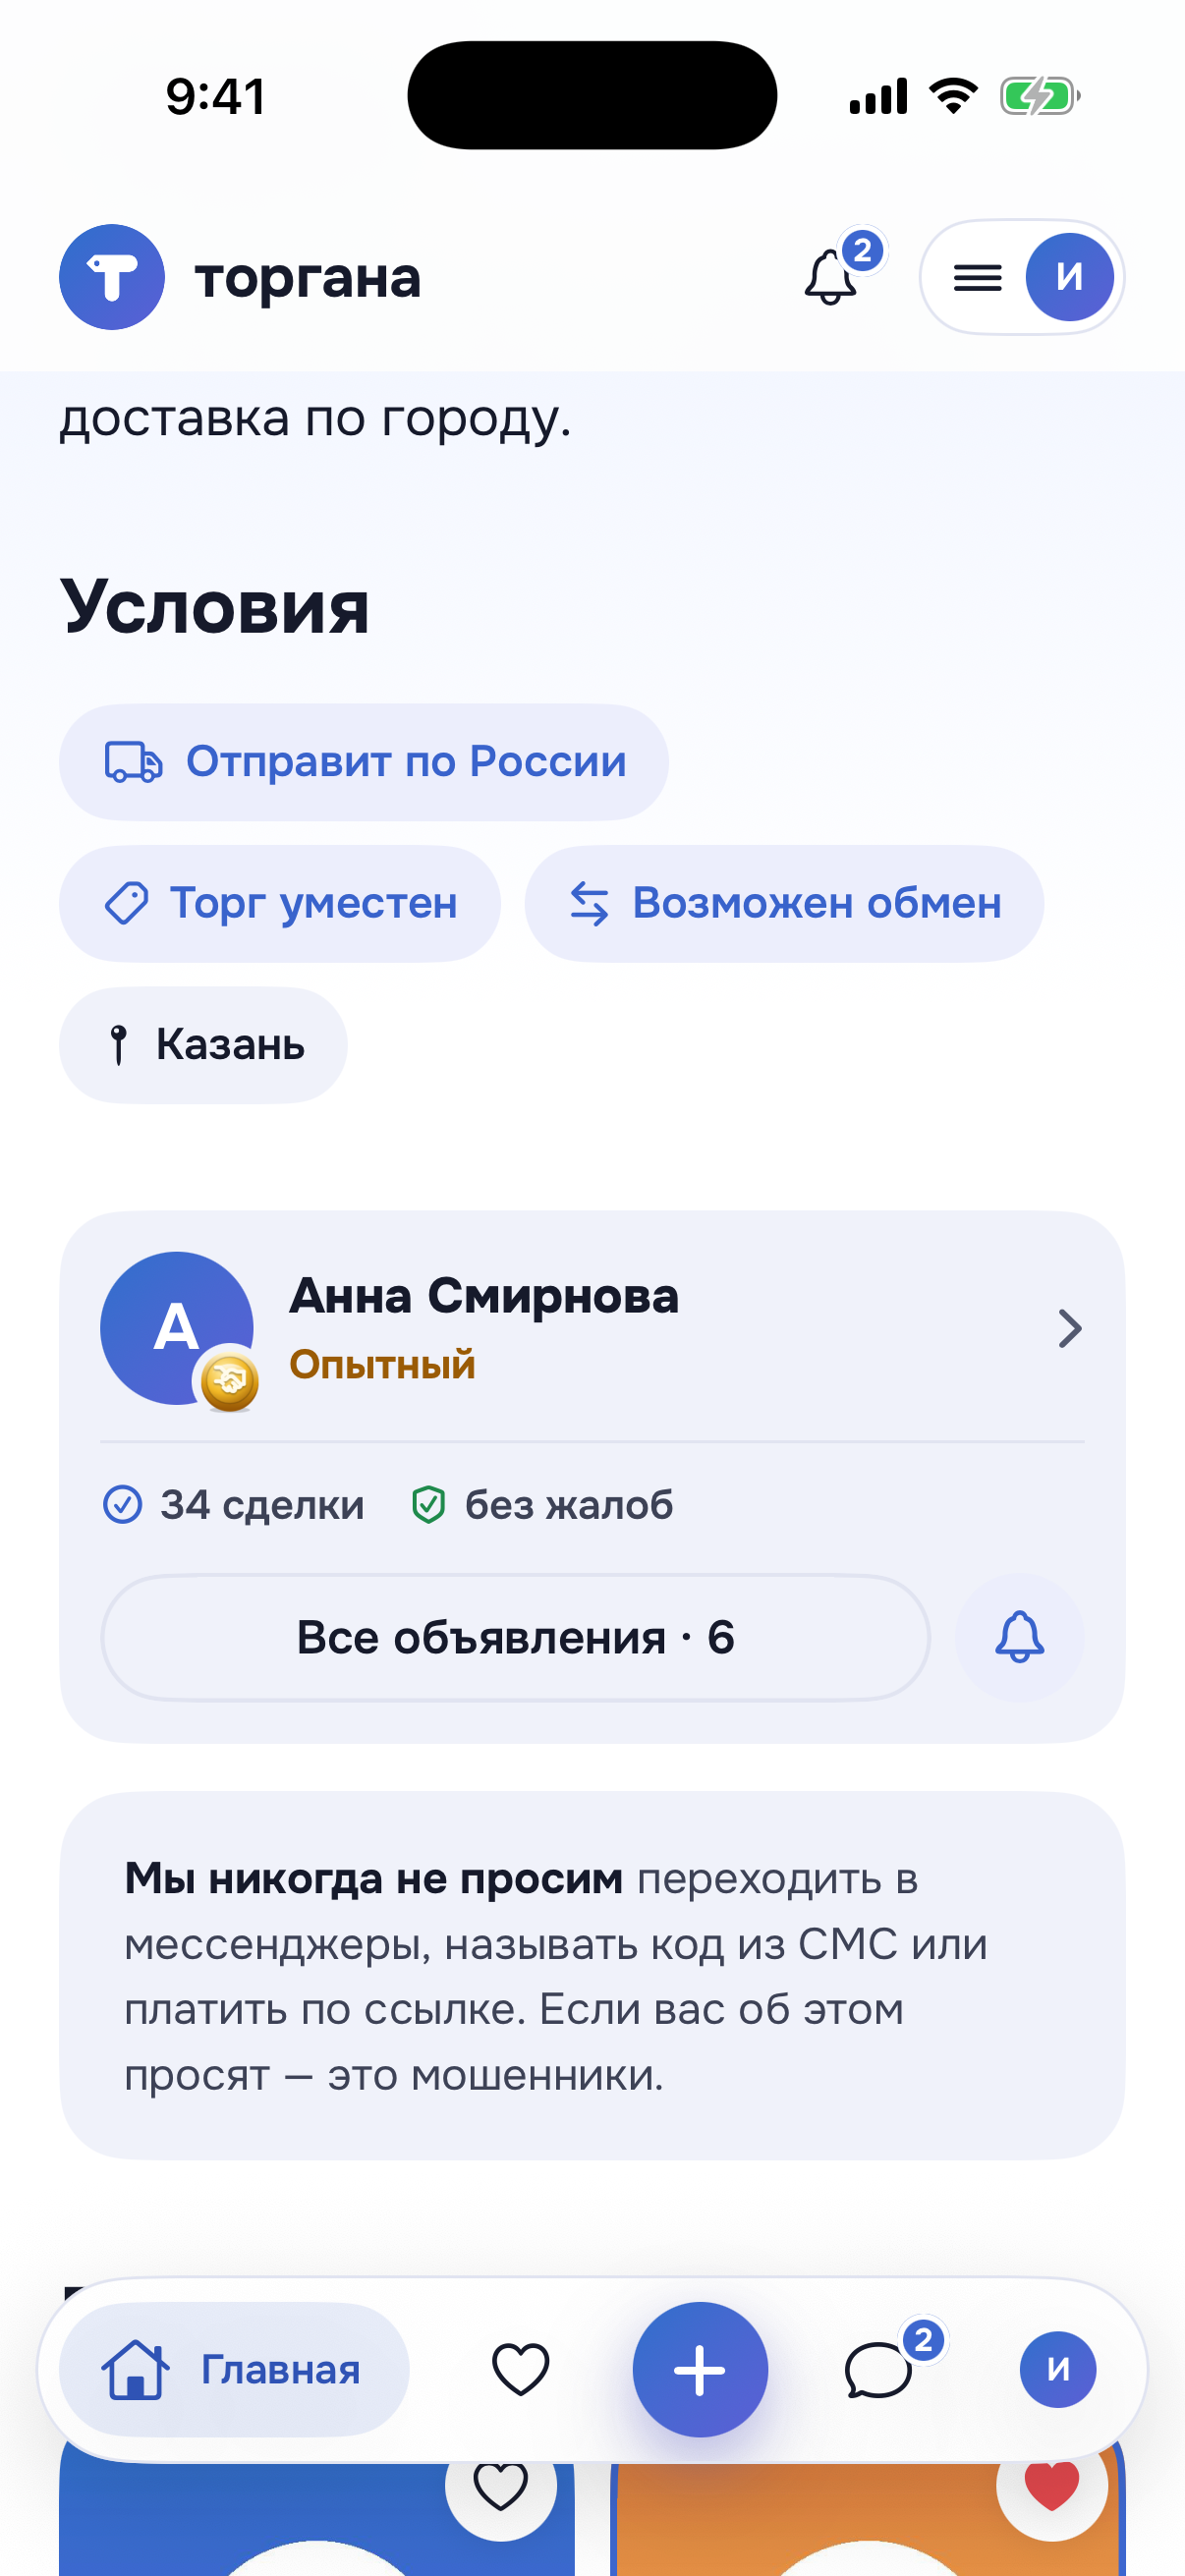 9:41
торгана
2
И
доставка по городу.
Условия
Отправит по России
Торг уместен
Возможен обмен
Казань
А
Анна Смирнова
Опытный
34 сделки
без жалоб
Все объявления · 6
Мы никогда не просим переходить в
мессенджеры, называть код из СМС или
платить по ссылке. Если вас об этом
просят — это мошенники.
Главная
2
И